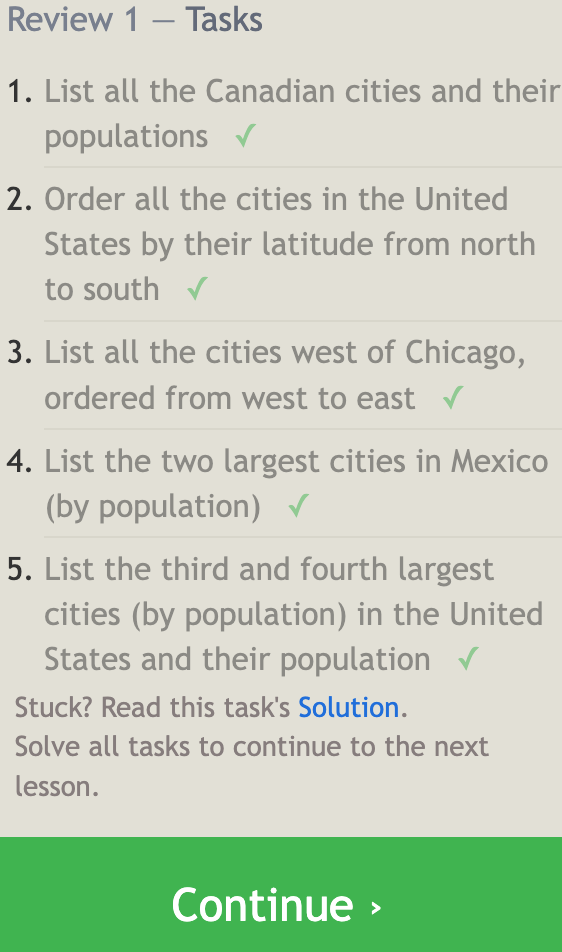 Review 1 — Tasks
1. List all the Canadian cities and their
populations ✓
2. Order all the cities in the United
States by their latitude from north
to south ✓
3. List all the cities west of Chicago,
ordered from west to east ✓
4. List the two largest cities in Mexico
(by population) ✓
5. List the third and fourth largest
cities (by population) in the United
States and their population ✓
Stuck? Read this task's Solution.
Solve all tasks to continue to the next
lesson.
Continue ›